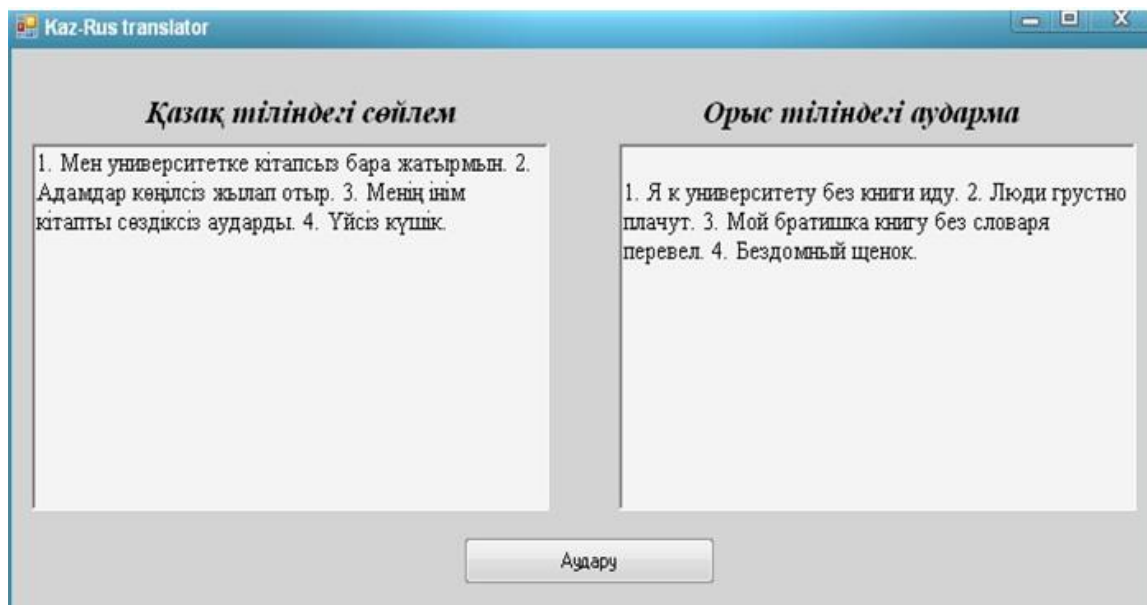 Kaz-Rus translator
Қазақ тіліндегі сөйлем
1. Мен университетке кітапсыз бара жатырмын. 2.
Адамдар көңілсіз жылап отыр. 3. Менің інім
кітапты сөздіксіз аударды. 4. Үйсіз күшік.
Орыс тіліндегі аударма
1. Я к университету без книги иду. 2. Люди грустно
плачут. 3. Мой братишка книгу без словаря
перевел. 4. Бездомный щенок.
Аудару